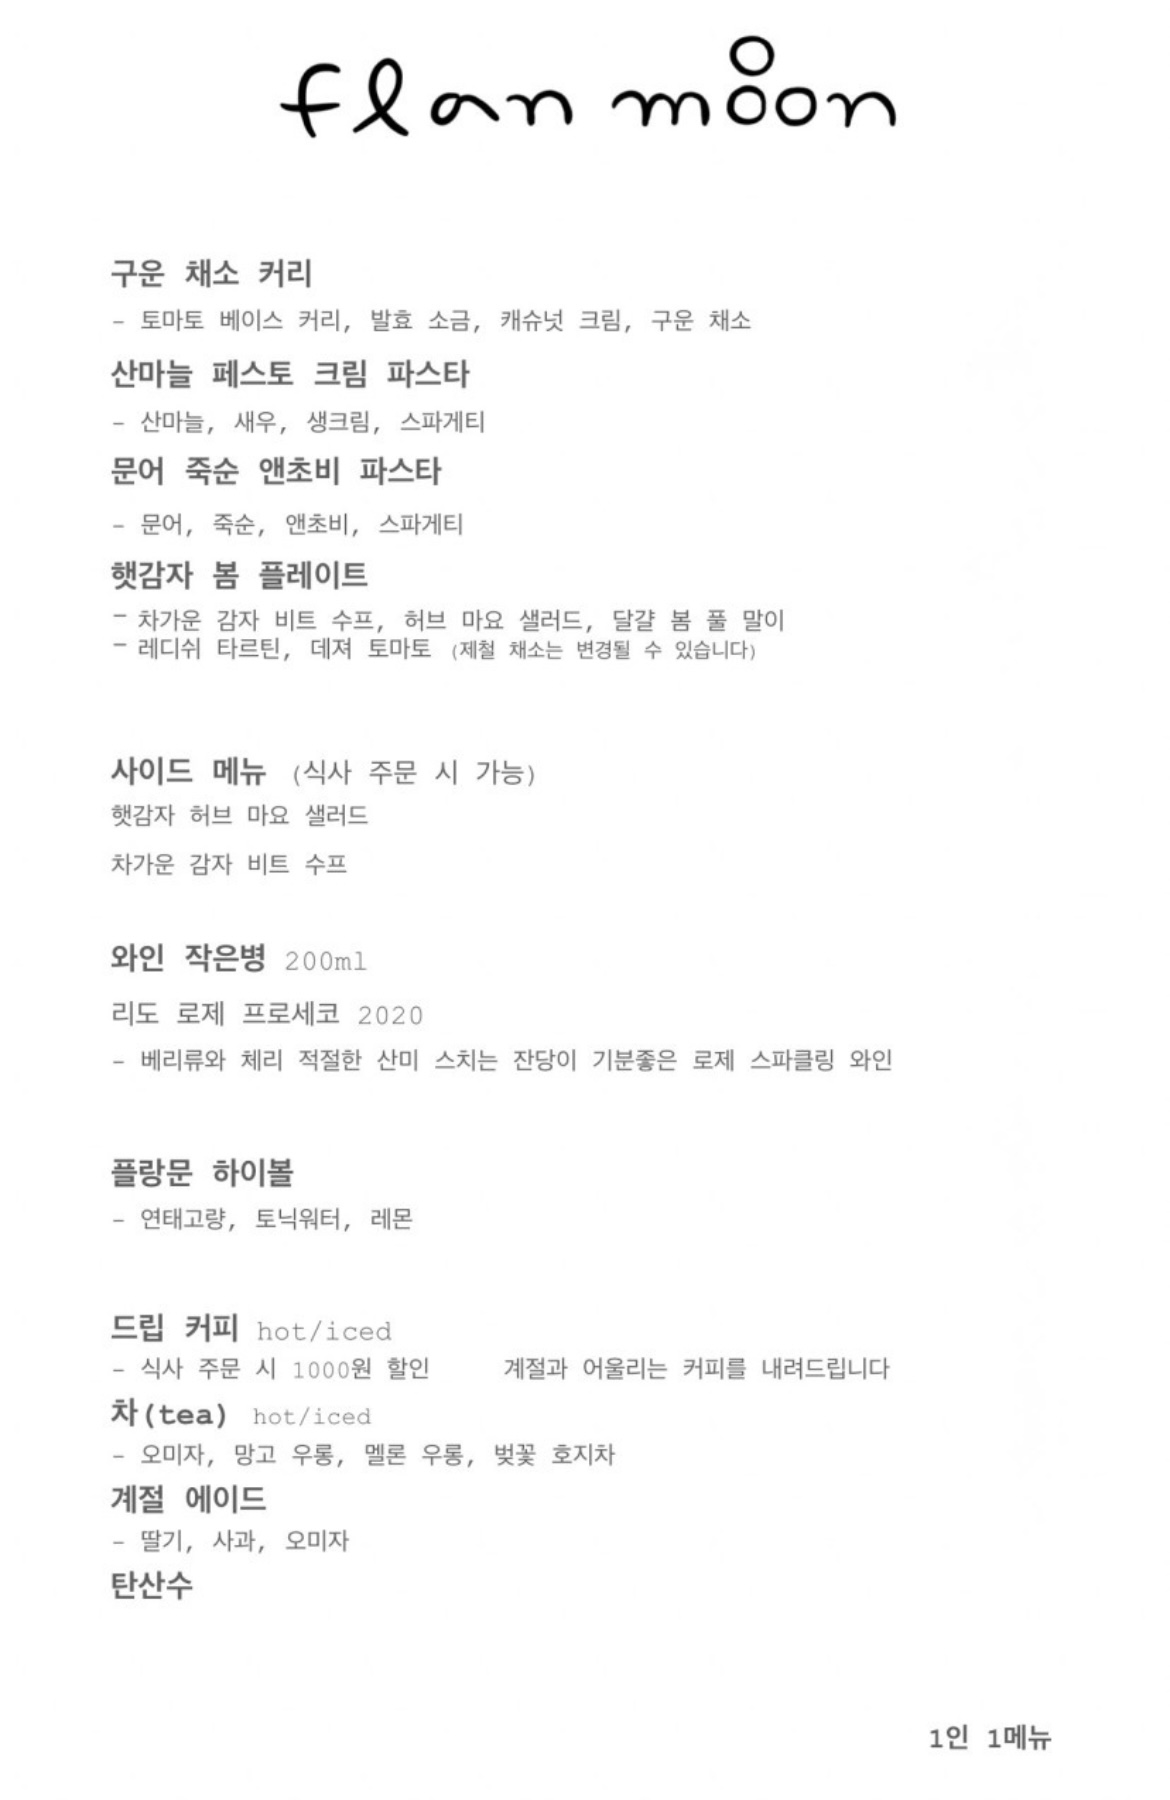 flan moon
구운 채소 커리
- 토마토 베이스 커리, 발효 소금, 캐슈넛 크림, 구운 채소
산마늘 페스토 크림 파스타
- 산마늘, 새우, 생크림, 스파게티
문어 죽순 앤초비 파스타
- 문어, 죽순, 앤초비, 스파게티
햇감자 봄 플레이트
- 차가운 감자 비트 수프, 허브 마요 샐러드, 달걀 봄 풀 말이
- 레디쉬 타르틴, 데져 토마토 (제철 채소는 변경될 수 있습니다)
사이드 메뉴 (식사 주문 시 가능)
햇감자 허브 마요 샐러드
차가운 감자 비트 수프
와인 작은병 200ml
리도 로제 프로세코 2020
- 베리류와 체리 적절한 산미 스치는 잔당이 기분좋은 로제 스파클링 와인
플랑문 하이볼
- 연태고량, 토닉워터, 레몬
드립 커피 hot/iced
- 식사 주문 시 1000원 할인 계절과 어울리는 커피를 내려드립니다
차(tea) hot/iced
- 오미자, 망고 우롱, 멜론 우롱, 벚꽃 호지차
계절 에이드
- 딸기, 사과, 오미자
탄산수
1인 1메뉴